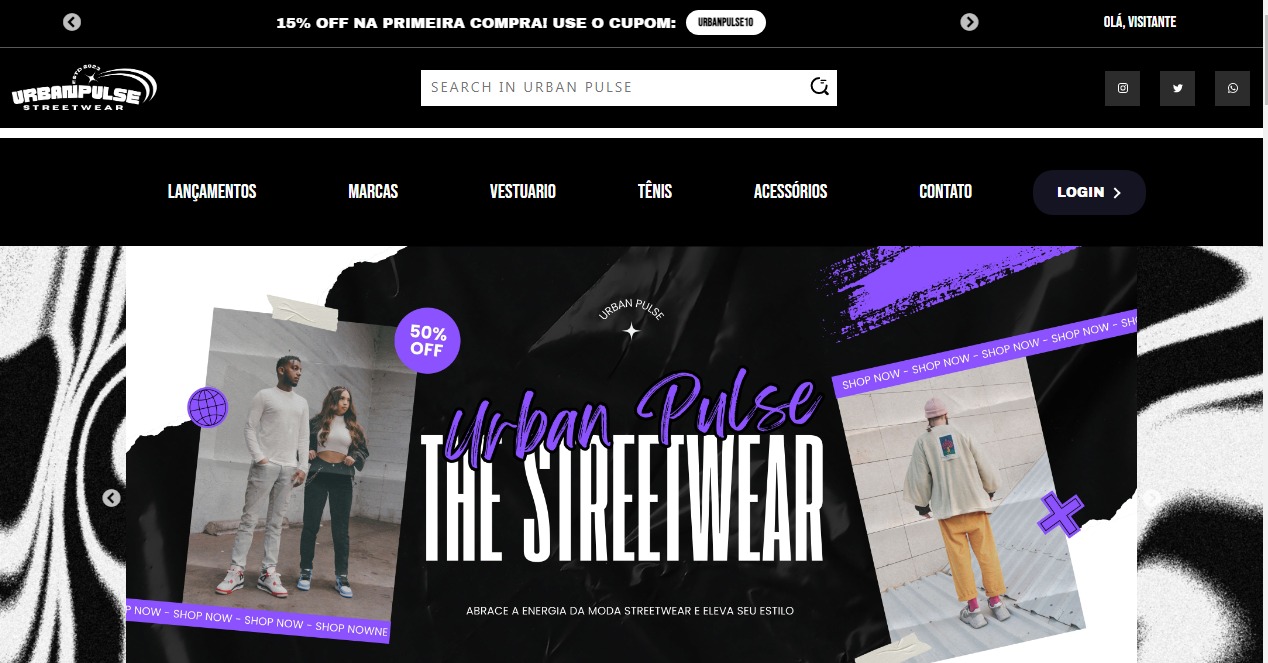 15% OFF NA PRIMEIRA COMPRA! USE O CUPOM: URBANPULSE10
OLÁ, VISITANTE
ESTD 2023
URBANPULSE
STREETWEAR
SEARCH IN URBAN PULSE
LANÇAMENTOS MARCAS VESTUARIO TÊNIS ACESSÓRIOS CONTATO LOGIN
50%
OFF
URBAN PULSE
SHOP NOW - SHOP NOW - SHOP NOW - SHOP NOW - SHO
Urban Pulse
THE STREETWEAR
ABRACE A ENERGIA DA MODA STREETWEAR E ELEVA SEU ESTILO
P NOW - SHOP NOW - SHOP NOW - SHOP NOWNE